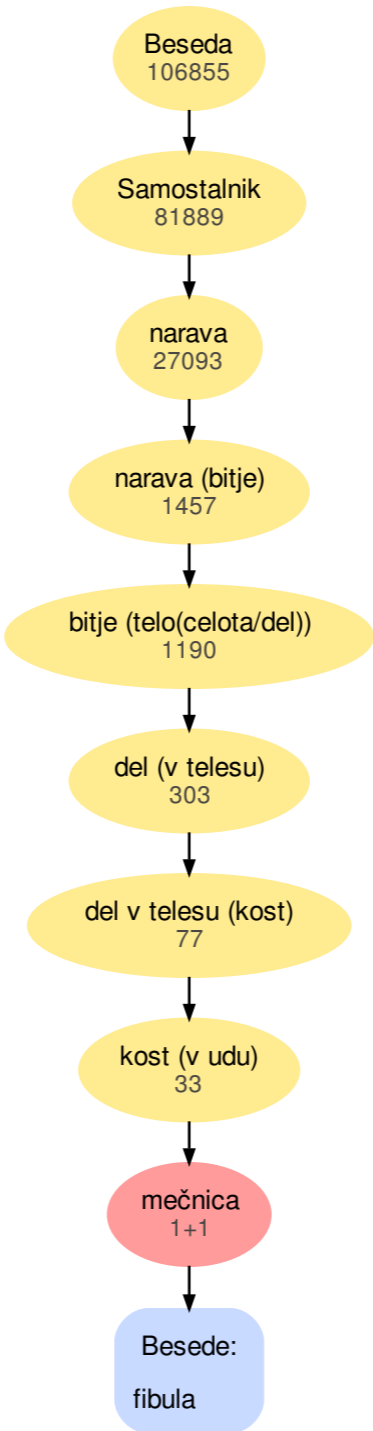 Beseda
106855
Samostalnik
81889
narava
27093
narava (bitje)
1457
bitje (telo(celota/del))
1190
del (v telesu)
303
del v telesu (kost)
77
kost (v udu)
33
mečnica
1+1
Besede:
fibula